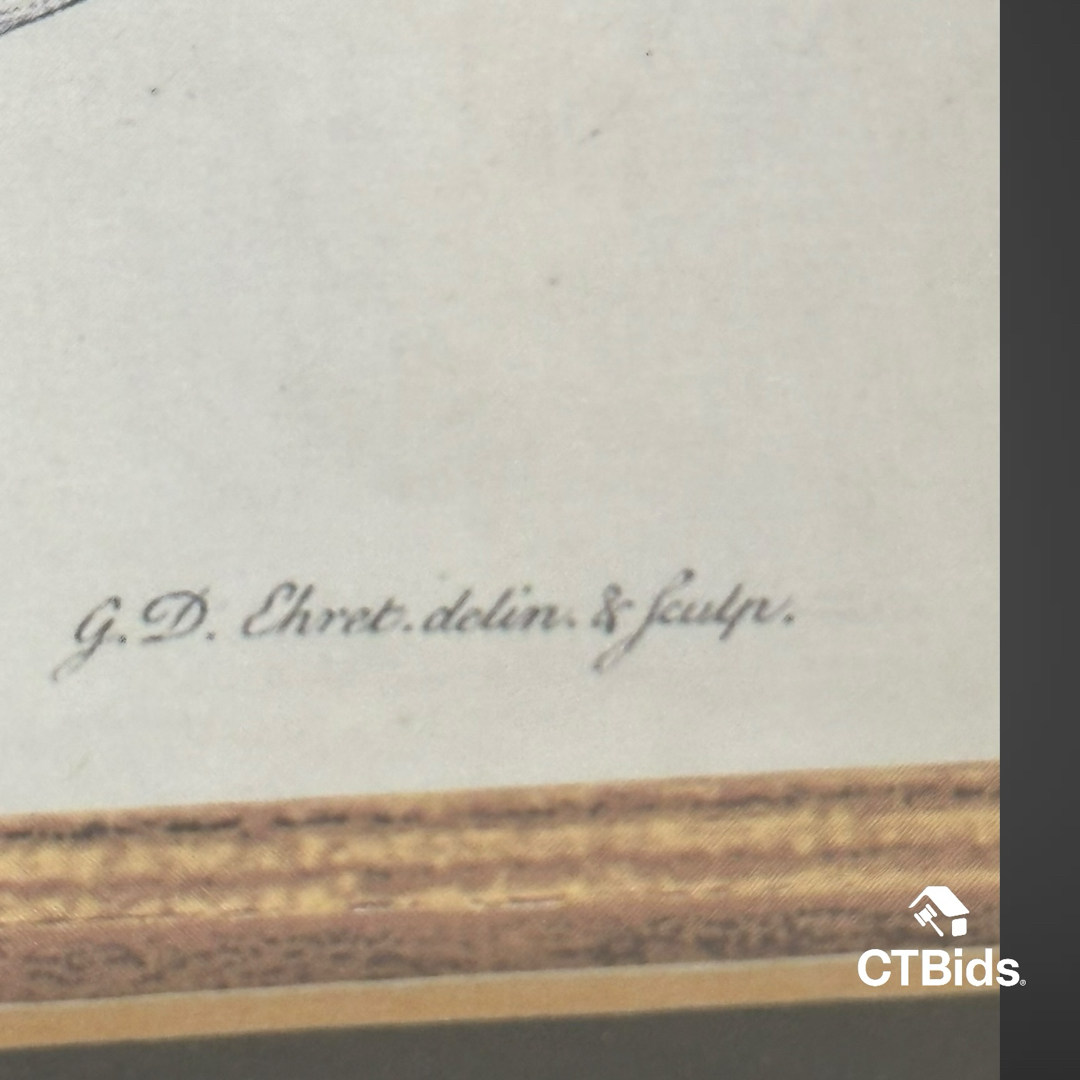 G. D. Ehret. delin. & ſculp.
CTBids®